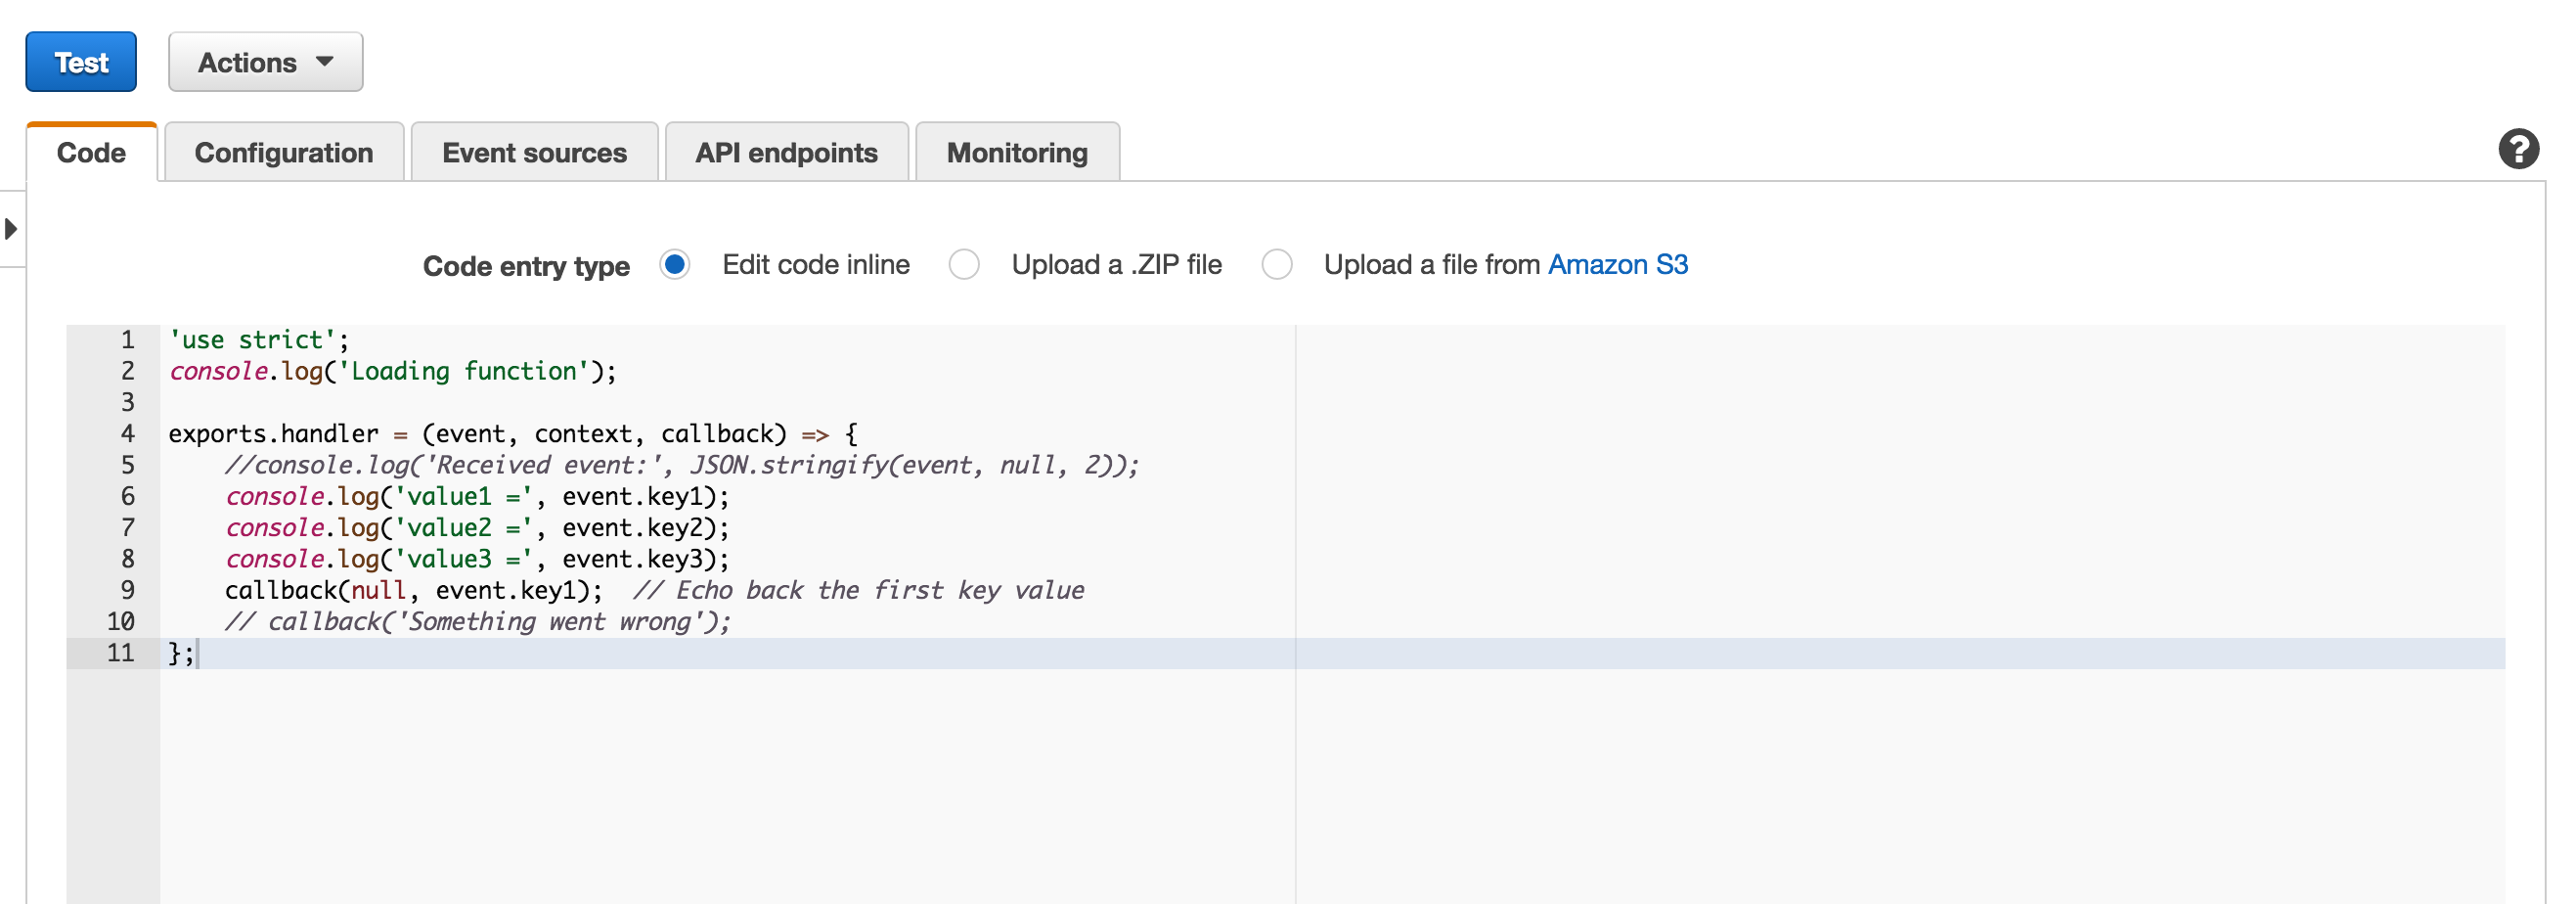 Test Actions
Code Configuration Event sources API endpoints Monitoring ?
Code entry type Edit code inline Upload a .ZIP file Upload a file from Amazon S3
1 'use strict';
2 console.log('Loading function');
3
4 exports.handler = (event, context, callback) => {
5     //console.log('Received event:', JSON.stringify(event, null, 2));
6     console.log('value1 =', event.key1);
7     console.log('value2 =', event.key2);
8     console.log('value3 =', event.key3);
9     callback(null, event.key1);  // Echo back the first key value
10     // callback('Something went wrong');
11 };